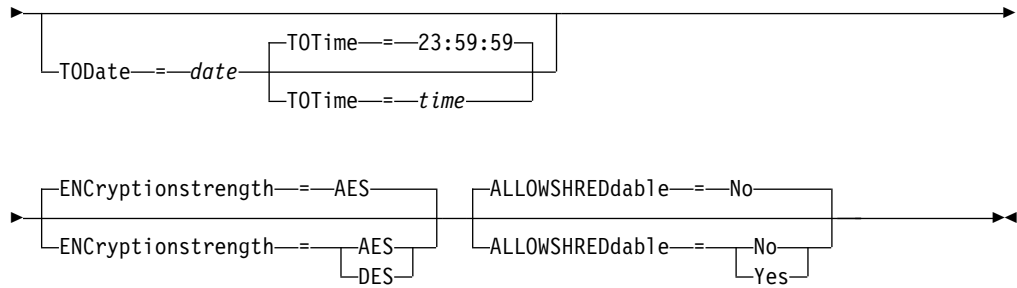 TOTime = 23:59:59
TODate = date
TOTime = time
ENCryptionstrength = AES
ALLOWSHREDdable = No
ENCryptionstrength = AES
ALLOWSHREDdable = No
DES
Yes